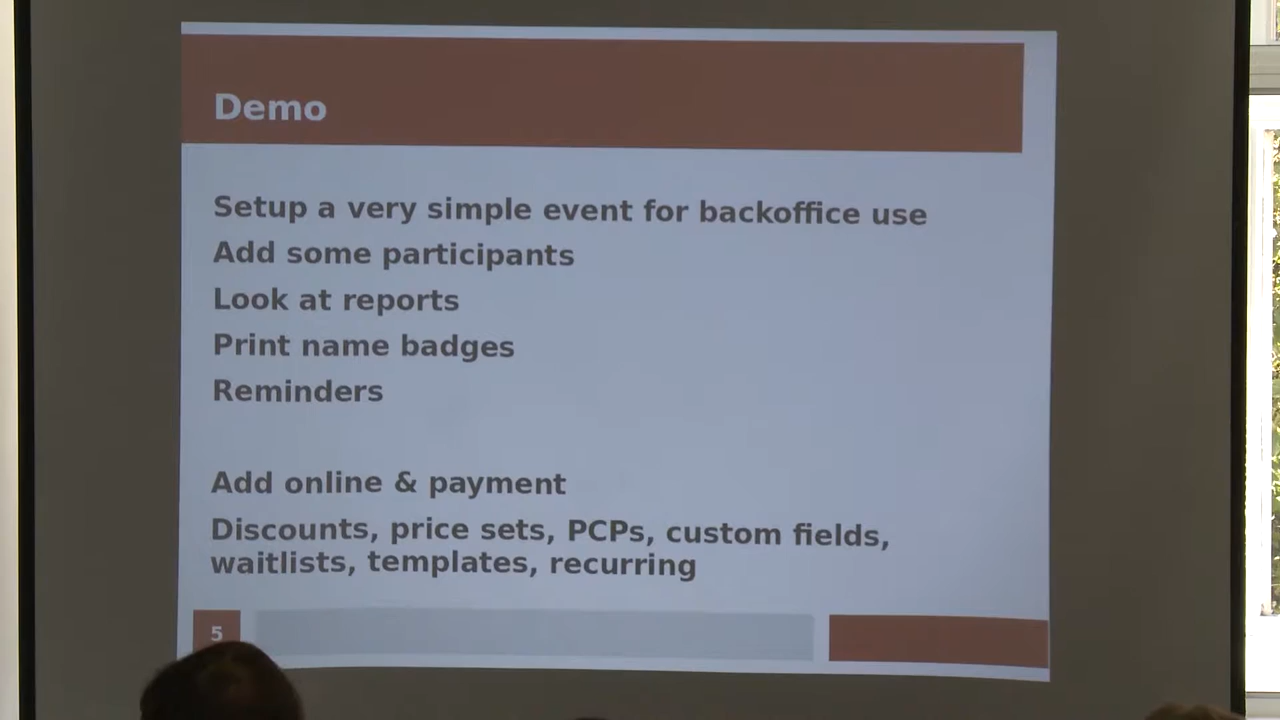 Demo
Setup a very simple event for backoffice use
Add some participants
Look at reports
Print name badges
Reminders
Add online & payment
Discounts, price sets, PCPs, custom fields,
waitlists, templates, recurring
5